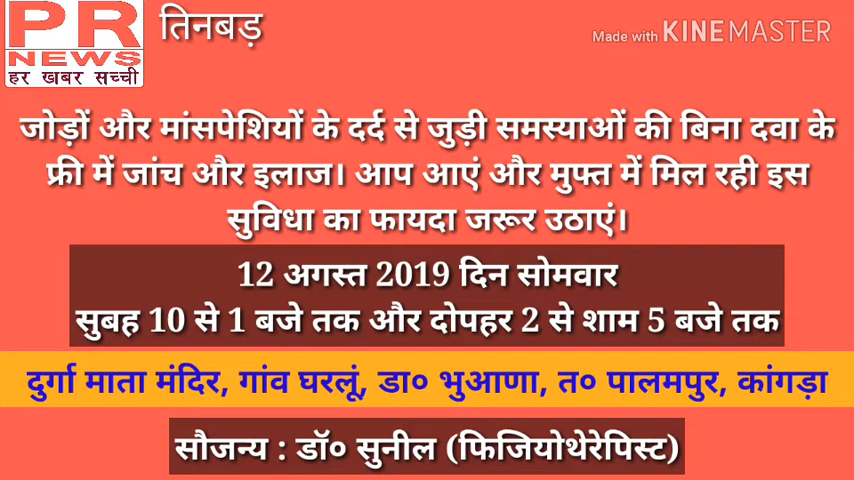 PR
NEWS
हर खबर सच्ची
तिनबड़
Made with KINEMASTER
जोड़ों और मांसपेशियों के दर्द से जुड़ी समस्याओं की बिना दवा के
फ्री में जांच और इलाज। आप आएं और मुफ्त में मिल रही इस
सुविधा का फायदा जरूर उठाएं।
12 अगस्त 2019 दिन सोमवार
सुबह 10 से 1 बजे तक और दोपहर 2 से शाम 5 बजे तक
दुर्गा माता मंदिर, गांव घरलूं, डा० भुआणा, त० पालमपुर, कांगड़ा
सौजन्य : डॉ० सुनील (फिजियोथेरेपिस्ट)